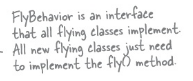 FlyBehavior is an interface
that all flying classes implement.
All new flying classes just need
to implement the fly() method.